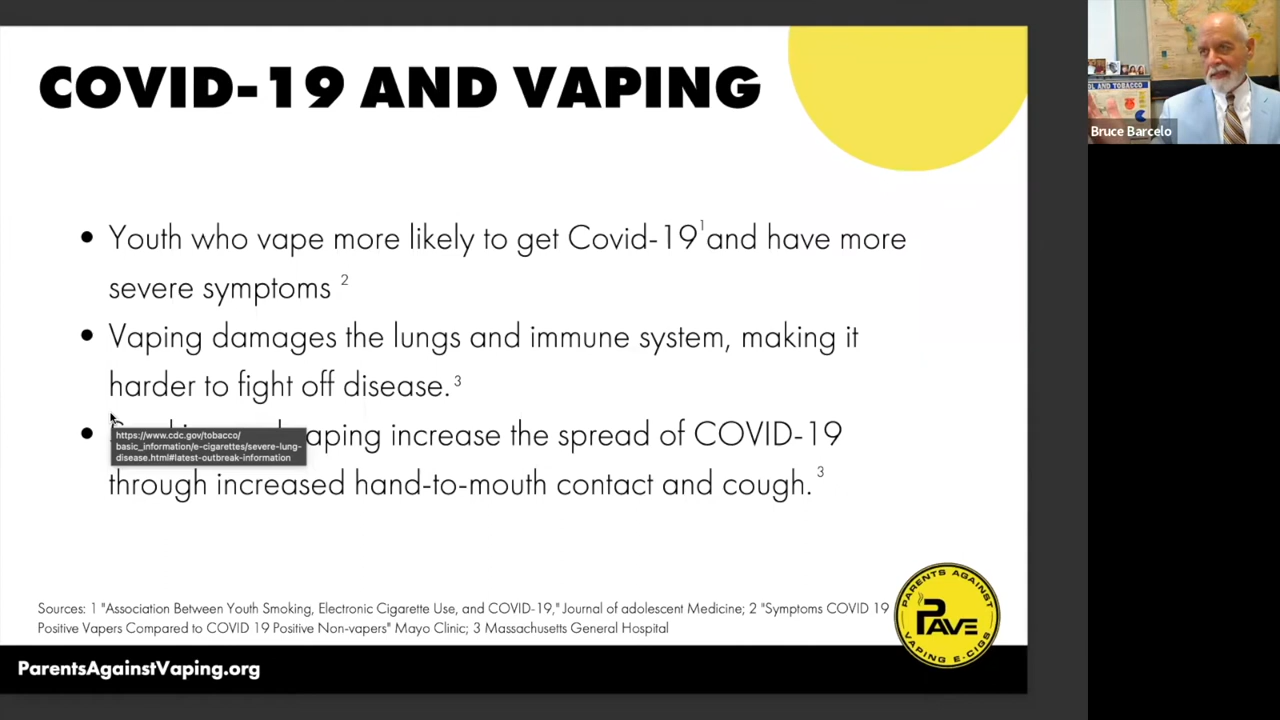 COVID-19 AND VAPING
L AND TOBACCO
Bruce Barcelo
Youth who vape more likely to get Covid-19 1 and have more
severe symptoms 2
Vaping damages the lungs and immune system, making it
harder to fight off disease. 3
aping increase the spread of COVID-19
through increased hand-to-mouth contact and cough. 3
https://www.cdc.gov/tobacco/
basic_information/e-cigarettes/severe-lung-
disease.html#latest-outbreak-information
Sources: 1 "Association Between Youth Smoking, Electronic Cigarette Use, and COVID-19," Journal of adolescent Medicine; 2 "Symptoms COVID 19
Positive Vapers Compared to COVID 19 Positive Non-vapers" Mayo Clinic; 3 Massachusetts General Hospital
PARENTS AGAINST
PAVE
VAPING E-CIGS
ParentsAgainstVaping.org